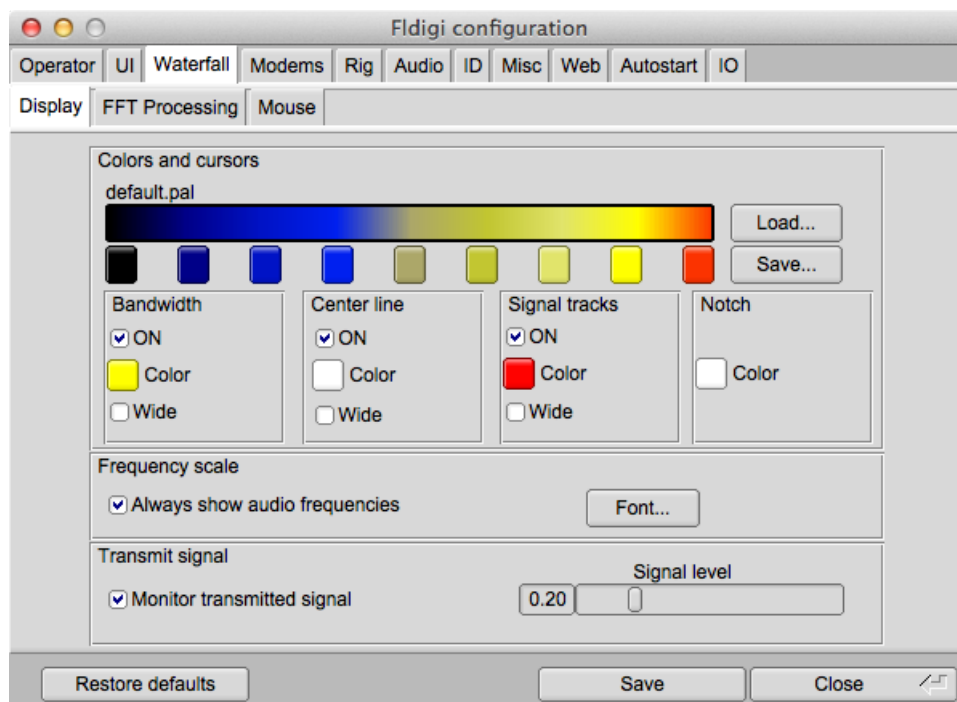 Fldigi configuration
Operator UI Waterfall Modems Rig Audio ID Misc Web Autostart IO
Display FFT Processing Mouse
Colors and cursors
default.pal
Load...
Save...
Bandwidth Center line Signal tracks Notch
ON ON ON
Color Color Color Color
Wide Wide Wide
Frequency scale
Always show audio frequencies Font...
Transmit signal
Signal level
Monitor transmitted signal 0.20
Restore defaults Save Close